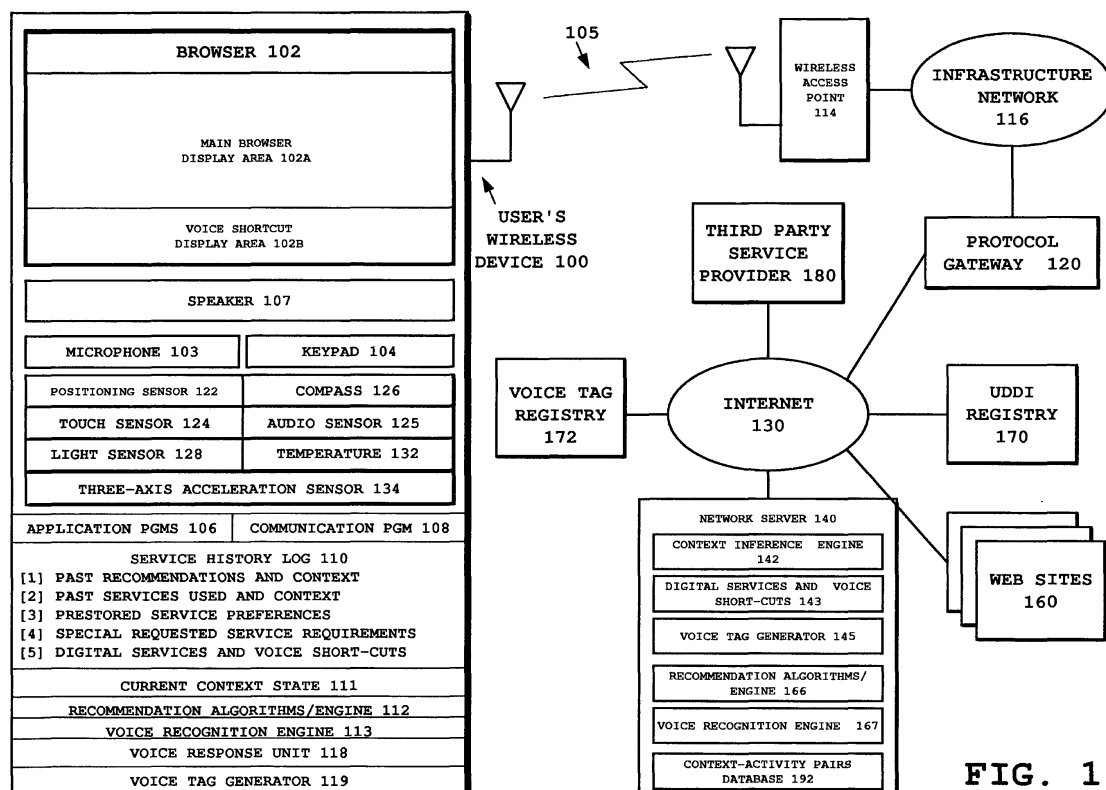 BROWSER 102
MAIN BROWSER
DISPLAY AREA 102A
VOICE SHORTCUT
DISPLAY AREA 102B
SPEAKER 107
MICROPHONE 103
KEYPAD 104
POSITIONING SENSOR 122
COMPASS 126
TOUCH SENSOR 124
AUDIO SENSOR 125
LIGHT SENSOR 128
TEMPERATURE 132
THREE-AXIS ACCELERATION SENSOR 134
APPLICATION PGMS 106
COMMUNICATION PGM 108
SERVICE HISTORY LOG 110
[1] PAST RECOMMENDATIONS AND CONTEXT
[2] PAST SERVICES USED AND CONTEXT
[3] PRESTORED SERVICE PREFERENCES
[4] SPECIAL REQUESTED SERVICE REQUIREMENTS
[5] DIGITAL SERVICES AND VOICE SHORT-CUTS
CURRENT CONTEXT STATE 111
RECOMMENDATION ALGORITHMS/ENGINE 112
VOICE RECOGNITION ENGINE 113
VOICE RESPONSE UNIT 118
VOICE TAG GENERATOR 119
105
USER'S
WIRELESS
DEVICE 100
WIRELESS
ACCESS
POINT
114
INFRASTRUCTURE
NETWORK
116
THIRD PARTY
SERVICE
PROVIDER 180
PROTOCOL
GATEWAY 120
VOICE TAG
REGISTRY
172
INTERNET
130
UDDI
REGISTRY
170
NETWORK SERVER 140
CONTEXT INFERENCE ENGINE
142
DIGITAL SERVICES AND VOICE
SHORT-CUTS 143
VOICE TAG GENERATOR 145
RECOMMENDATION ALGORITHMS/
ENGINE 166
VOICE RECOGNITION ENGINE 167
CONTEXT-ACTIVITY PAIRS
DATABASE 192
WEB SITES
160
FIG. 1